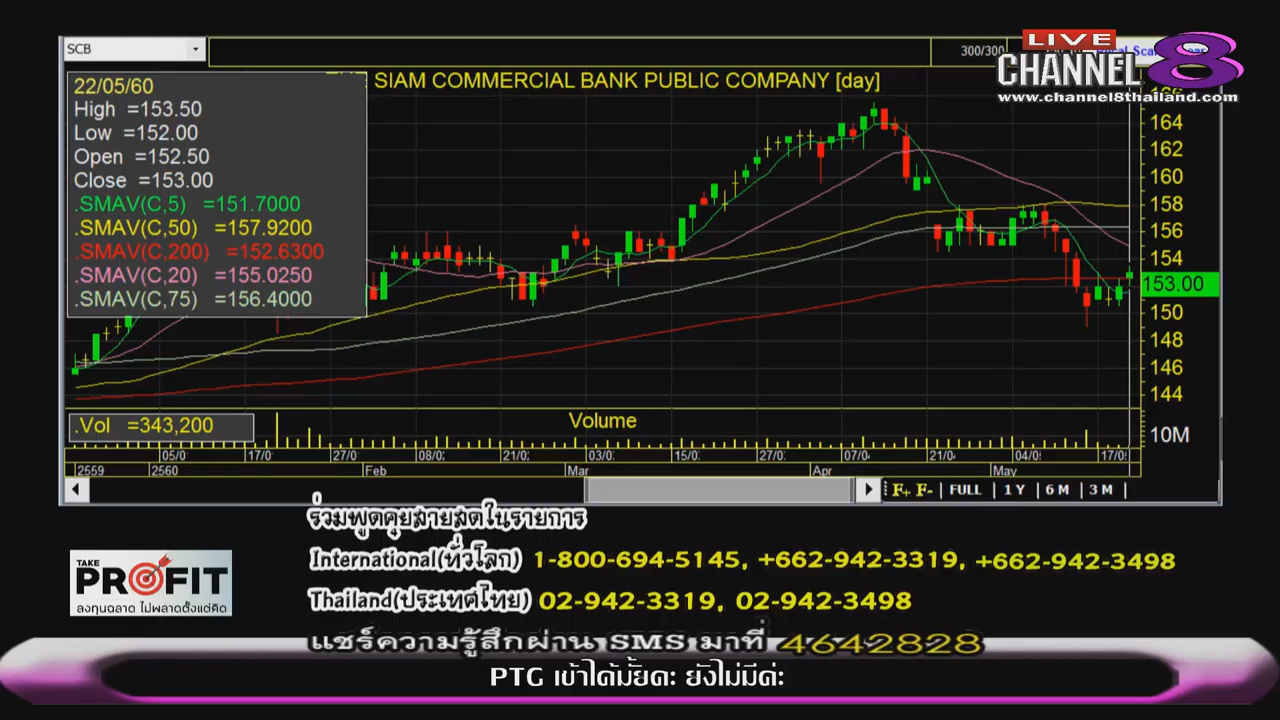 SCB
300/300
LIVE
CHANNEL 8
www.channel8thailand.com
SIAM COMMERCIAL BANK PUBLIC COMPANY [day]
22/05/60
High =153.50
Low =152.00
Open =152.50
Close =153.00
.SMAV(C,5) =151.7000
.SMAV(C,50) =157.9200
.SMAV(C,200) =152.6300
.SMAV(C,20) =155.0250
.SMAV(C,75) =156.4000
164
162
160
158
156
154
153.00
150
148
146
144
.Vol =343,200
Volume
10M
05/0 17/0 27/0 08/0 21/0 03/0 15/0 27/0 07/0 21/0 04/0 17/0
2559 2560 Feb Mar Apr May
F+ F- FULL 1 Y 6 M 3 M
ร่วมพูดคุยสายสดในรายการ
International(ทั่วโลก) 1-800-694-5145, +662-942-3319, +662-942-3498
Thailand(ประเทศไทย) 02-942-3319, 02-942-3498
แชร์ความรู้สึกผ่าน SMS มาที่ 4642828
TAKE
PROFIT
ลงทุนฉลาด ไม่พลาดตั้งแต่คิด
PTG เข้าได้มั้ยคะ ยังไม่มีค่ะ